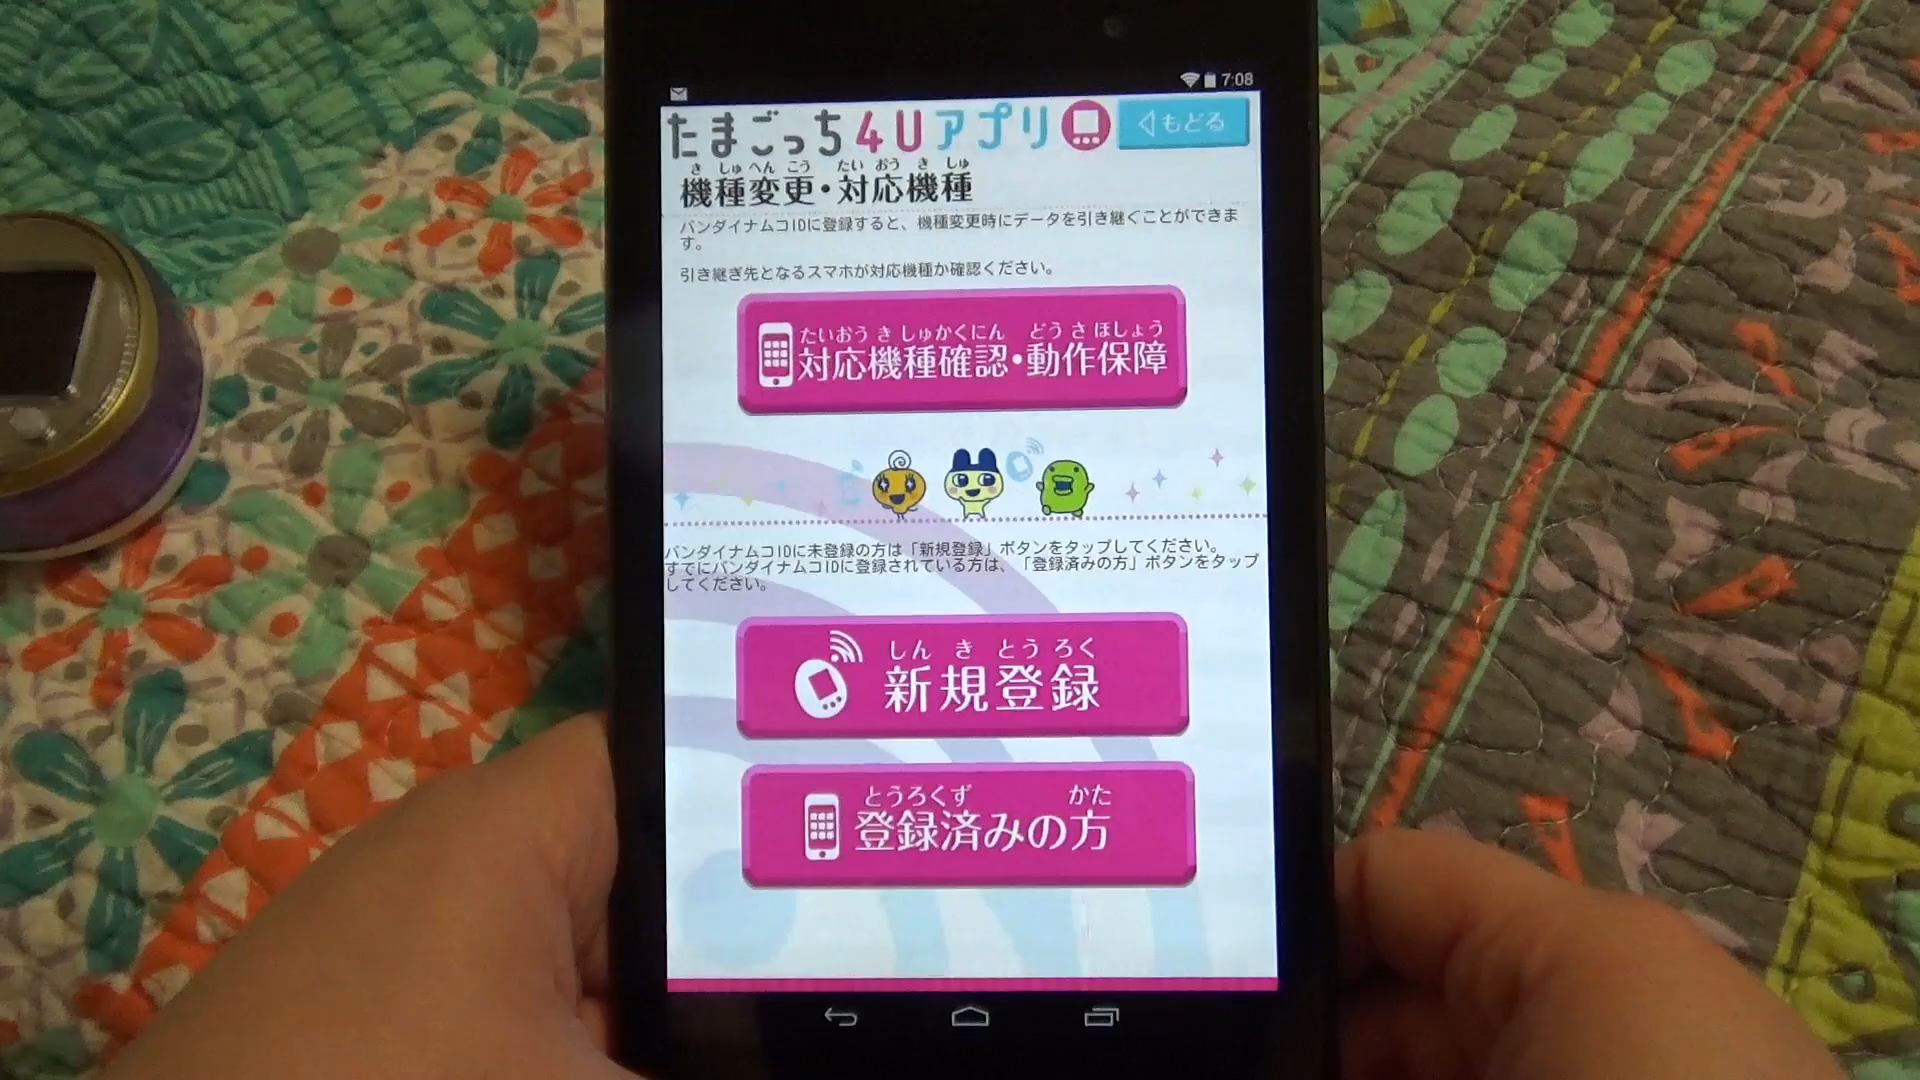 7:08
たまごっち4Uアプリ
もどる
きしゅへんこう たいおうきしゅ
機種変更・対応機種
バンダイナムコIDに登録すると、機種変更時にデータを引き継ぐことができま
す。
引き継ぎ先となるスマホが対応機種か確認ください。
たいおうきしゅかくにん どうさほしょう
対応機種確認・動作保障
バンダイナムコIDに未登録の方は「新規登録」ボタンをタップしてください。
すでにバンダイナムコIDに登録されている方は、「登録済みの方」ボタンをタップ
してください。
しんきとうろく
新規登録
とうろくず かた
登録済みの方